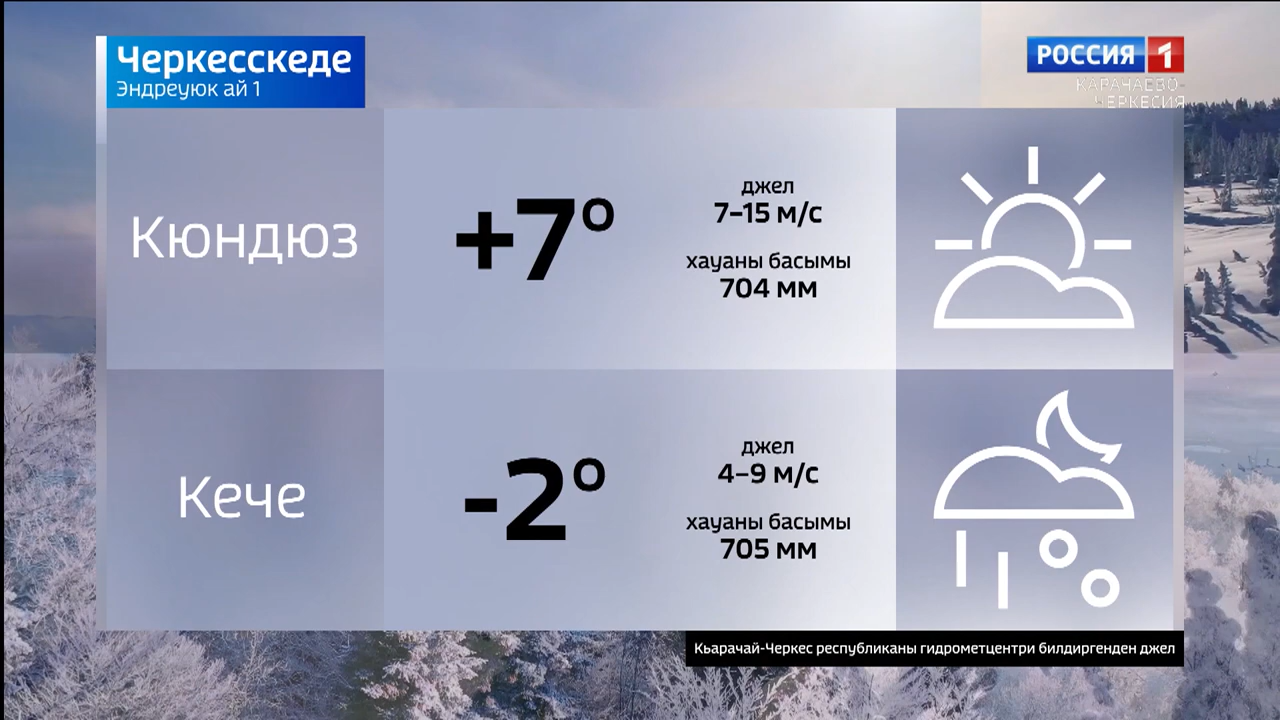 Черкесскеде
Эндреуюк ай 1
РОССИЯ 1
КАРАЧАЕВО-
ЧЕРКЕСИЯ
Кюндюз
+7°
джел
7-15 м/с
хауаны басымы
704 мм
Кече
-2°
джел
4-9 м/с
хауаны басымы
705 мм
Кьарачай-Черкес республиканы гидрометцентри билдиргенден джел